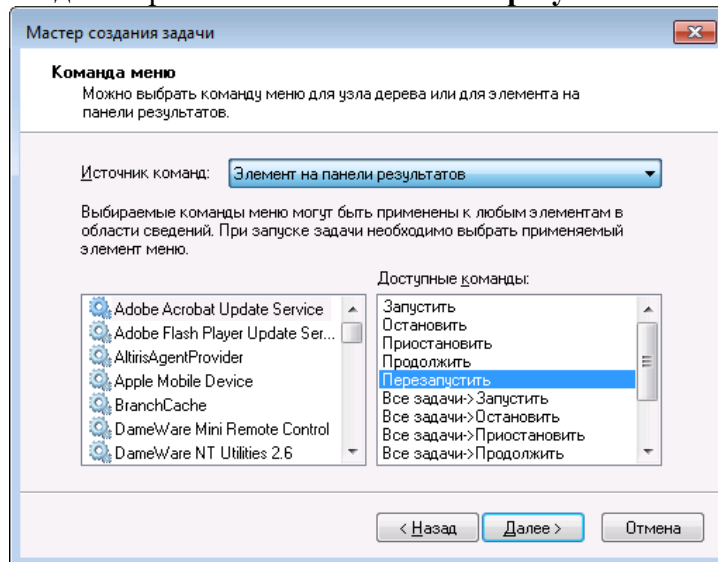 Мастер создания задачи
Команда меню
Можно выбрать команду меню для узла дерева или для элемента на
панели результатов.
Источник команд: Элемент на панели результатов
Выбираемые команды меню могут быть применены к любым элементам в
области сведений. При запуске задачи необходимо выбрать применяемый
элемент меню.
Доступные команды:
Adobe Acrobat Update Service
Adobe Flash Player Update Ser...
AltirisAgentProvider
Apple Mobile Device
BranchCache
DameWare Mini Remote Control
DameWare NT Utilities 2.6
Запустить
Остановить
Приостановить
Продолжить
Перезапустить
Все задачи->Запустить
Все задачи->Остановить
Все задачи->Приостановить
Все задачи->Продолжить
< Назад
Далее >
Отмена